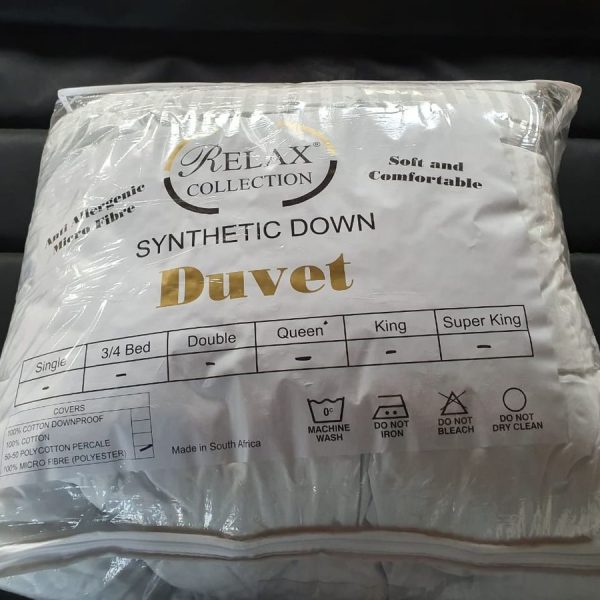 RELAX®
COLLECTION
Anti Allergenic
Micro Fibre
Soft and
Comfortable
SYNTHETIC DOWN
Duvet
Single 3/4 Bed Double Queen* King Super King
- - - - - -
COVERS
100% COTTON DOWNPROOF
100% COTTON
50-50 POLYCOTTON PERCALE
100% MICRO FIBRE (POLYESTER)
Made in South Africa
0c
MACHINE
WASH
DO NOT
IRON
DO NOT
BLEACH
DO NOT
DRY CLEAN